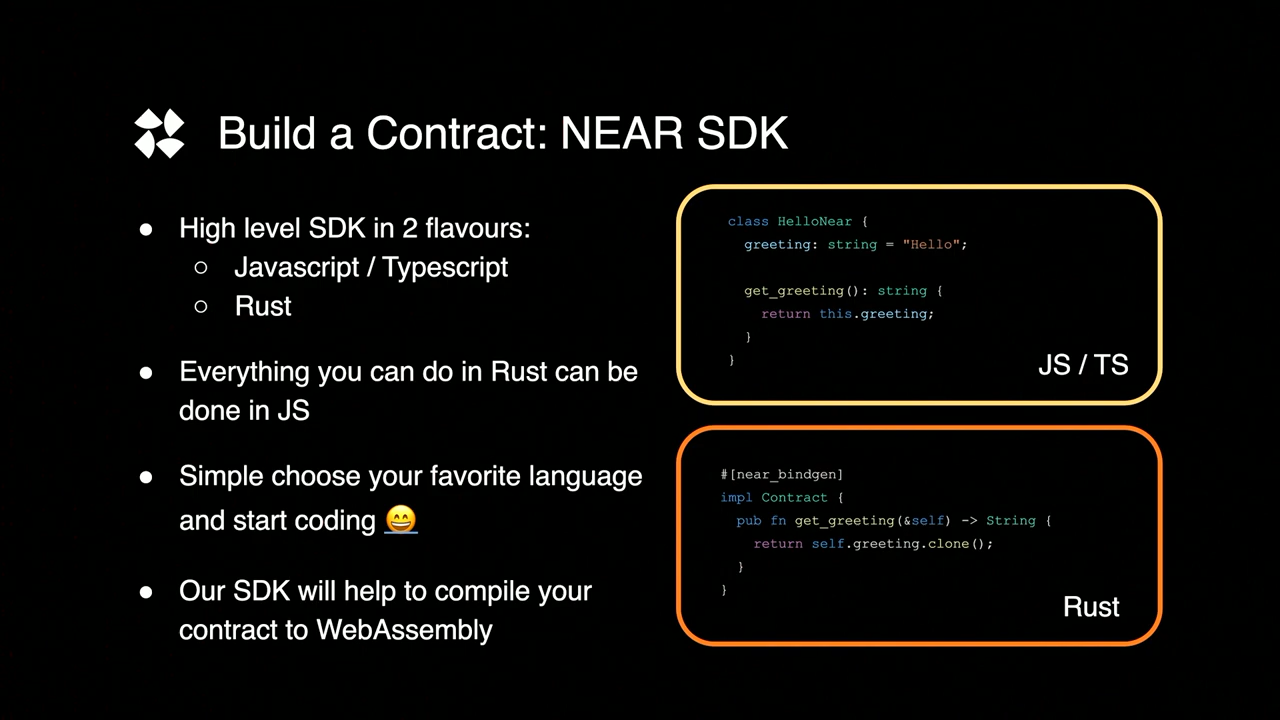 Build a Contract: NEAR SDK
● High level SDK in 2 flavours:
○ Javascript / Typescript
○ Rust
● Everything you can do in Rust can be
done in JS
● Simple choose your favorite language
and start coding 😄
● Our SDK will help to compile your
contract to WebAssembly
class HelloNear {
  greeting: string = "Hello";
  get_greeting(): string {
    return this.greeting;
  }
}
JS / TS
#[near_bindgen]
impl Contract {
  pub fn get_greeting(&self) -> String {
    return self.greeting.clone();
  }
}
Rust